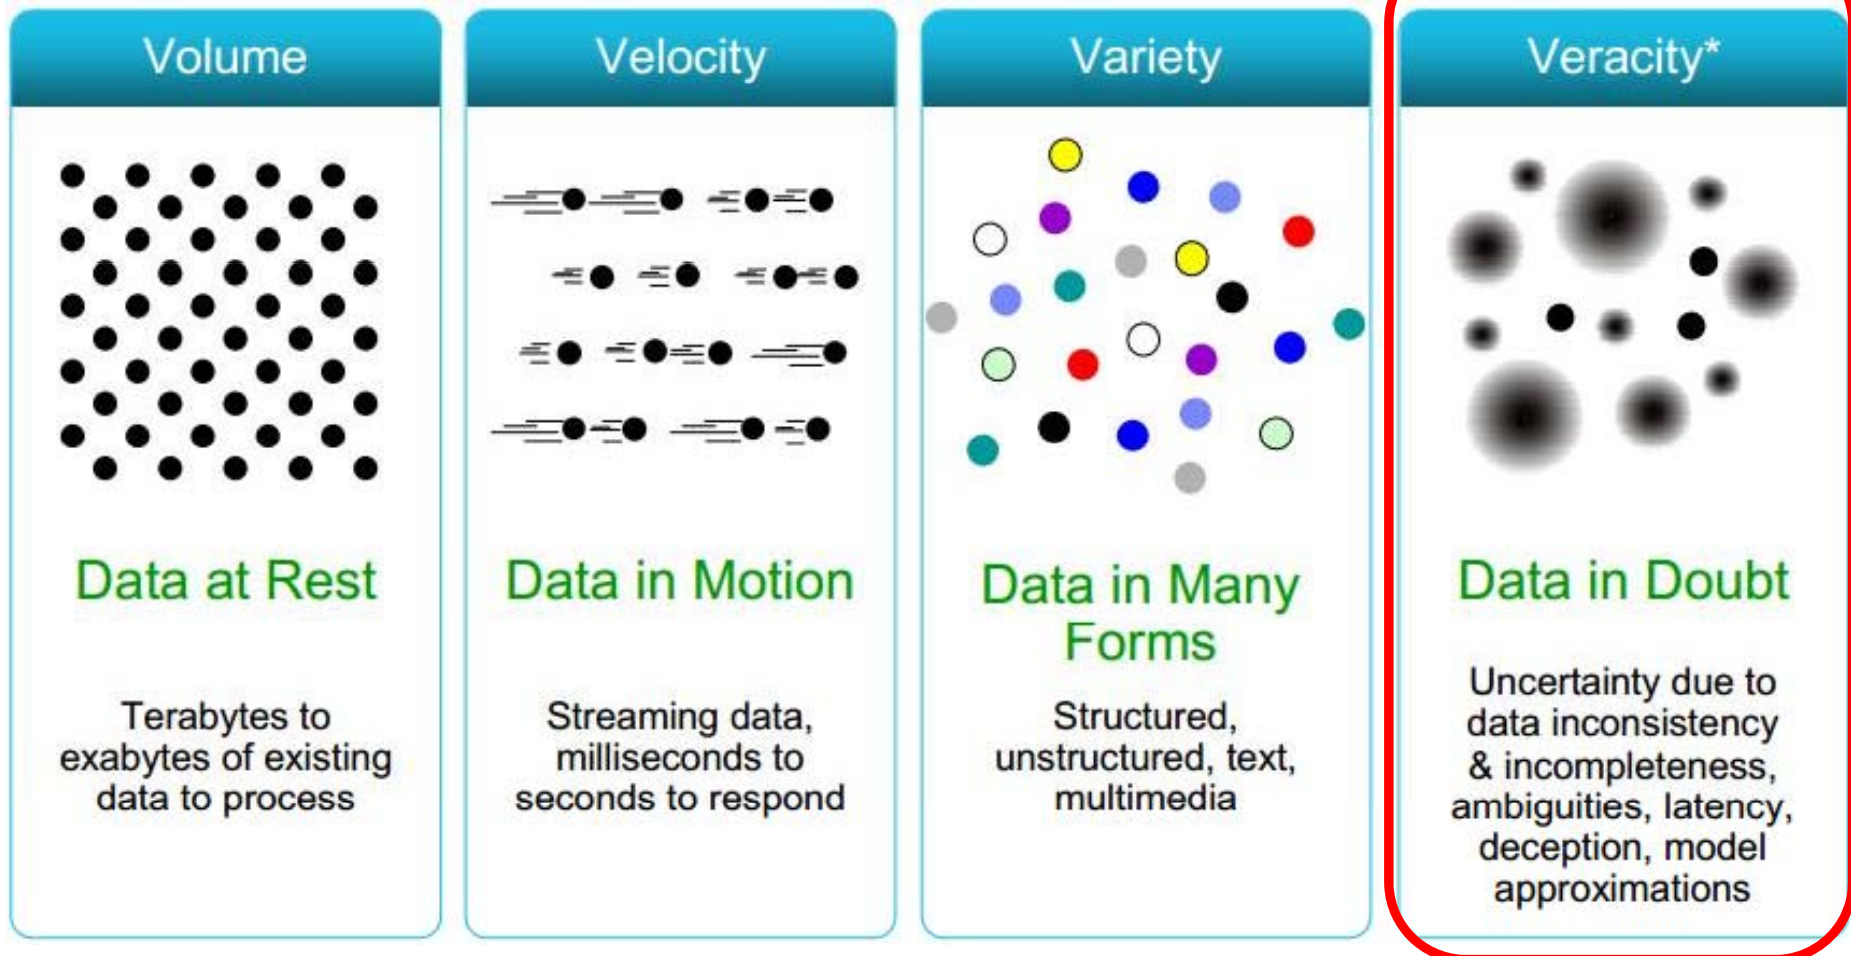 Volume
Data at Rest
Terabytes to
exabytes of existing
data to process
Velocity
Data in Motion
Streaming data,
milliseconds to
seconds to respond
Variety
Data in Many
Forms
Structured,
unstructured, text,
multimedia
Veracity*
Data in Doubt
Uncertainty due to
data inconsistency
& incompleteness,
ambiguities, latency,
deception, model
approximations